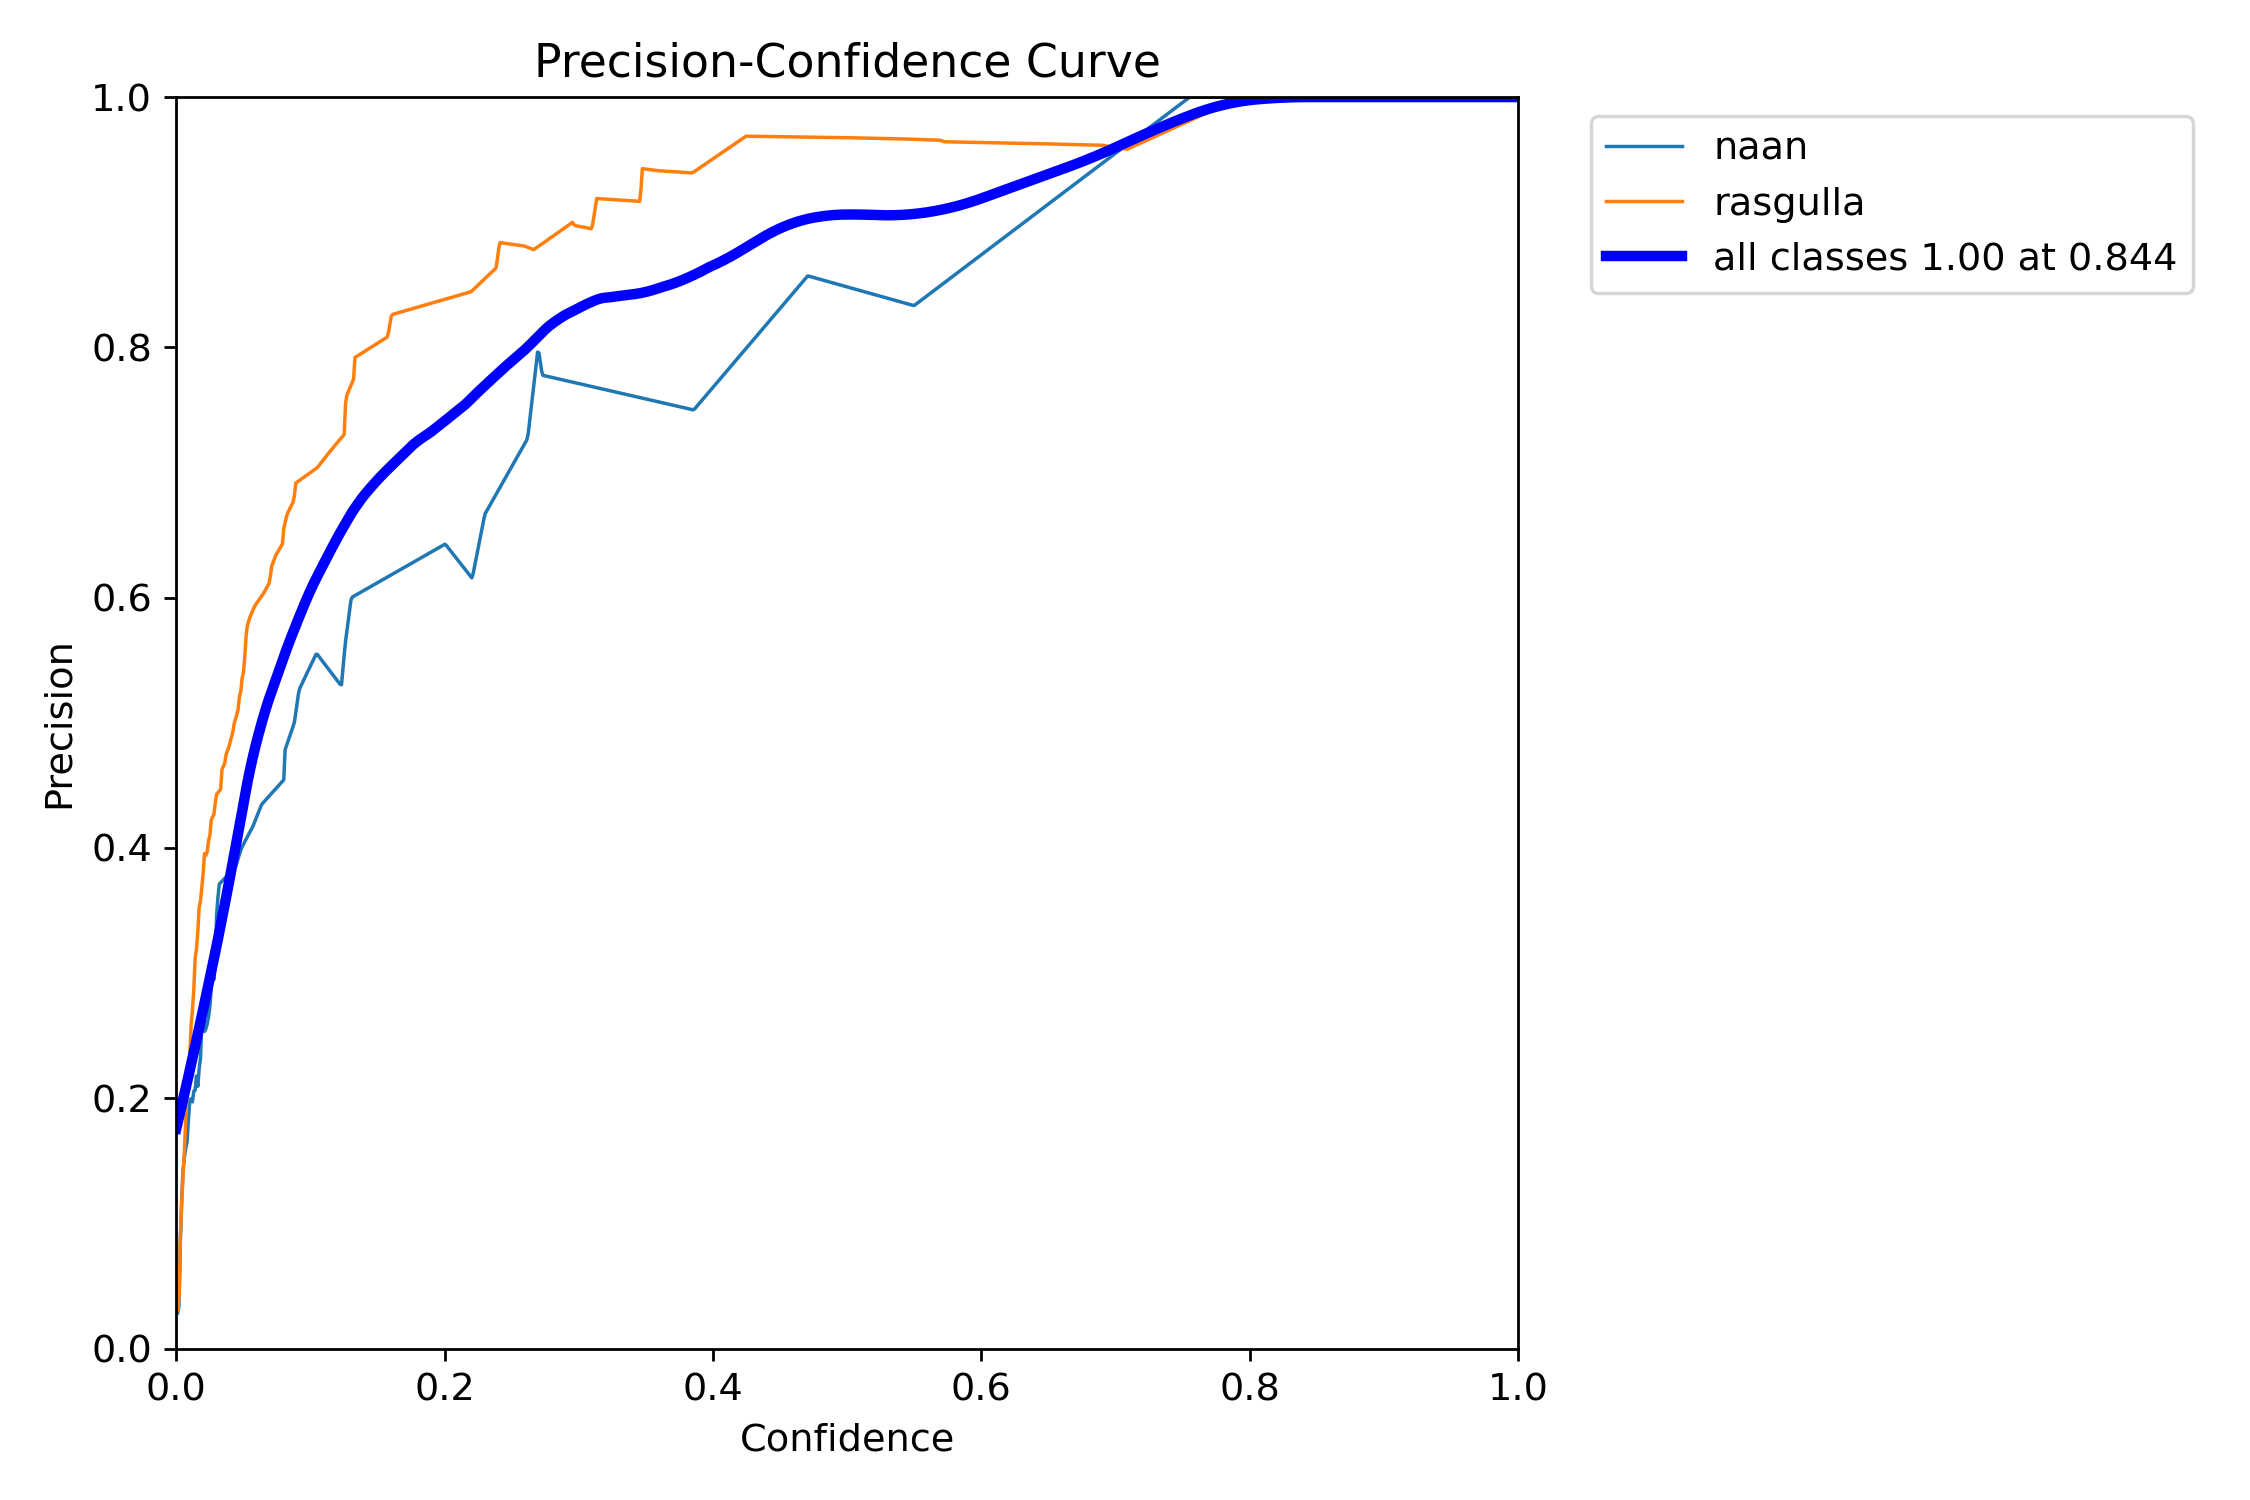 Precision-Confidence Curve
1.0
0.8
0.6
0.4
0.2
0.0
Precision
0.0 0.2 0.4 0.6 0.8 1.0
Confidence
naan
rasgulla
all classes 1.00 at 0.844